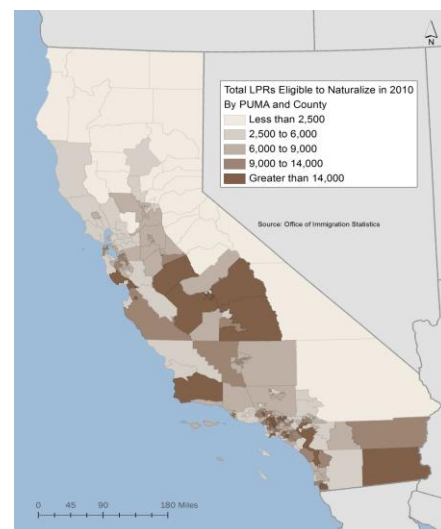 N
Total LPRs Eligible to Naturalize in 2010
By PUMA and County
Less than 2,500
2,500 to 6,000
6,000 to 9,000
9,000 to 14,000
Greater than 14,000
Source: Office of Immigration Statistics
0 45 90 180 Miles